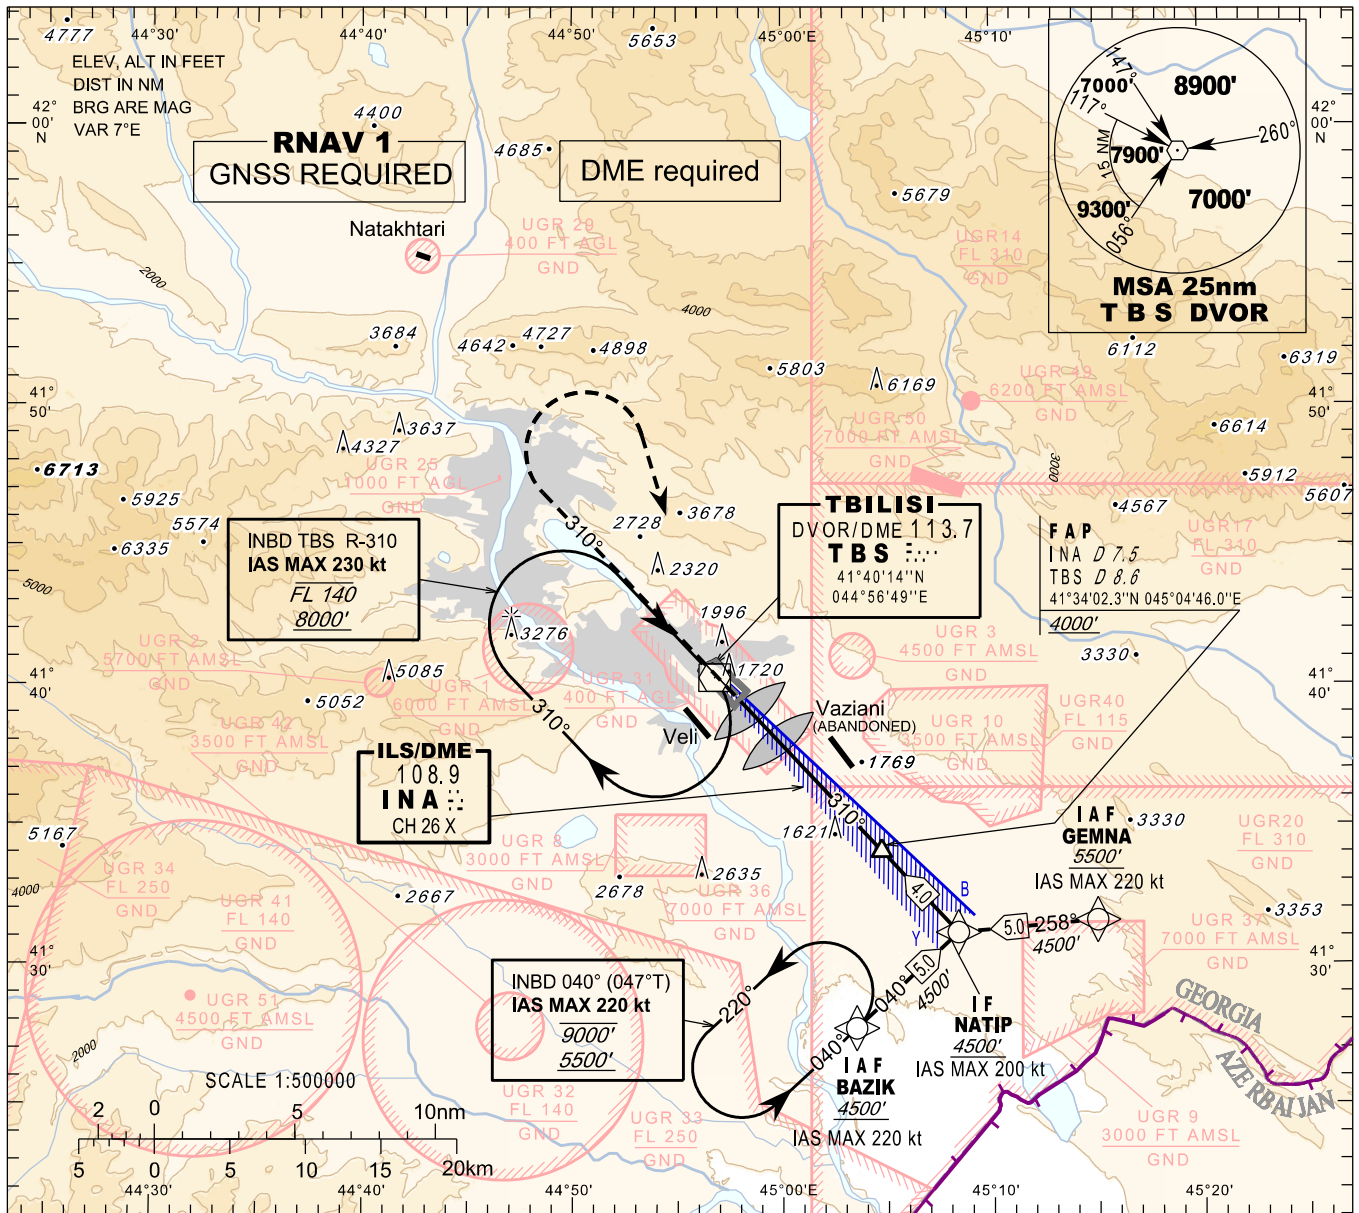 44°30'
44°40'
44°50'
45°00'E
45°10'
4777
5653
ELEV, ALT IN FEET
DIST IN NM
BRG ARE MAG
VAR 7°E
42°
00'
N
4400
RNAV 1
GNSS REQUIRED
4685
DME required
5679
147°
7000'
8900'
117°
260°
15 NM
7900'
7000'
9300'
056°
MSA 25nm
TBS DVOR
42°
00'
N
Natakhtari
UGR 29
400 FT AGL
GND
UGR14
FL 310
GND
2000
4000
3684
4642
4727
4898
5803
6169
6112
6319
UGR 49
6200 FT AMSL
GND
41°
50'
41°
50'
3637
4327
UGR 50
7000 FT AMSL
GND
6614
6713
UGR 25
1000 FT AGL
GND
3000
5912
5607
5925
5574
6335
310°
3678
2728
2320
4567
UGR17
FL 310
GND
INBD TBS R-310
IAS MAX 230 kt
FL 140
8000'
TBILISI
DVOR/DME 113.7
TBS
41°40'14''N
044°56'49''E
FAP
INA D 7.5
TBS D 8.6
41°34'02.3''N 045°04'46.0''E
4000'
5000
1996
3276
1720
UGR 2
5700 FT AMSL
GND
5085
UGR 3
4500 FT AMSL
GND
3330
41°
40'
41°
40'
5052
UGR 1
6000 FT AMSL
GND
UGR 31
400 FT AGL
GND
310°
Veli
Vaziani
(ABANDONED)
UGR 10
3500 FT AMSL
GND
UGR40
FL 115
GND
UGR 42
3500 FT AMSL
GND
1769
ILS/DME
108.9
INA
CH 26 X
310°
1621
IAF
GEMNA
5500'
IAS MAX 220 kt
3330
UGR20
FL 310
GND
5167
UGR 8
3000 FT AMSL
GND
2678
2635
UGR 34
FL 250
GND
4000
2667
UGR 36
7000 FT AMSL
GND
4.0
B
Y
5.0
258°
4500'
3353
UGR 41
FL 140
GND
UGR 37
7000 FT AMSL
GND
41°
30'
41°
30'
INBD 040° (047°T)
IAS MAX 220 kt
9000'
5500'
220°
040°
5.0
4500'
040°
IF
NATIP
4500'
IAS MAX 200 kt
IAF
BAZIK
4500'
IAS MAX 220 kt
UGR 51
4500 FT AMSL
GND
2000
GEORGIA
AZERBAIJAN
SCALE 1:500000
2
0
5
10nm
5
0
5
10
15
20km
UGR 32
FL 140
GND
UGR 33
FL 250
GND
UGR 9
3000 FT AMSL
GND
44°30'
44°40'
44°50'
45°00'E
45°10'
45°20'